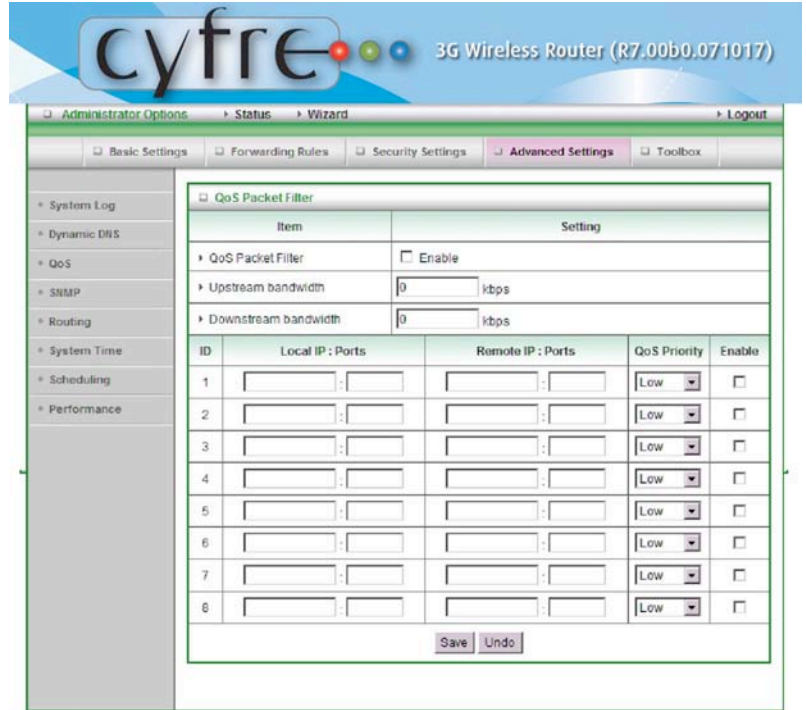 cyfre 3G Wireless Router (R7.00b0.071017)
Administrator Options Status Wizard Logout
Basic Settings Forwarding Rules Security Settings Advanced Settings Toolbox
System Log
Dynamic DNS
QoS
SNMP
Routing
System Time
Scheduling
Performance
QoS Packet Filter
Item Setting
QoS Packet Filter Enable
Upstream bandwidth 0 kbps
Downstream bandwidth 0 kbps
ID Local IP : Ports Remote IP : Ports QoS Priority Enable
1 : : Low
2 : : Low
3 : : Low
4 : : Low
5 : : Low
6 : : Low
7 : : Low
8 : : Low
Save Undo